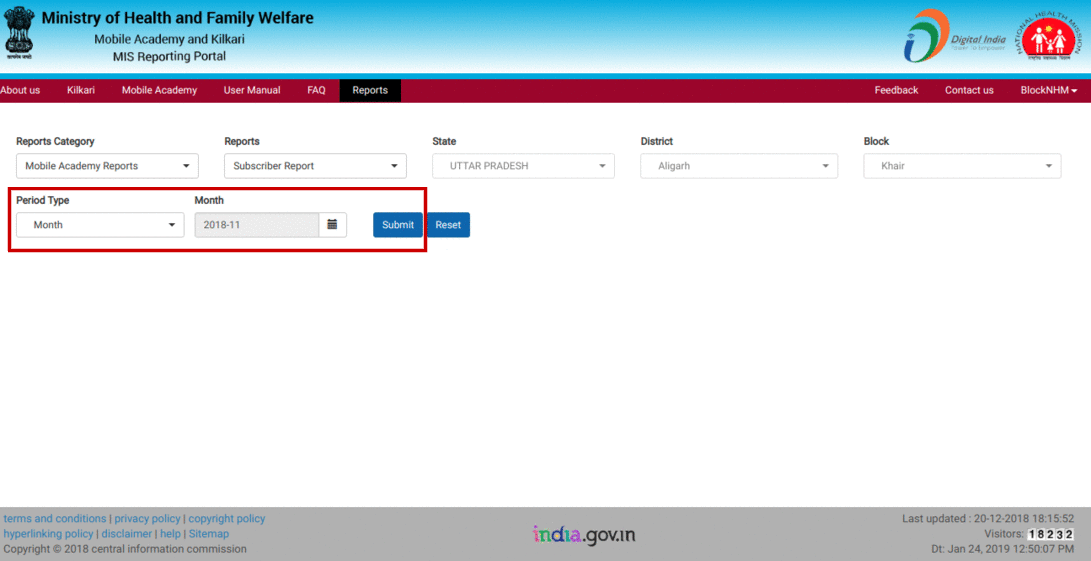 Ministry of Health and Family Welfare
Mobile Academy and Kilkari
MIS Reporting Portal
Digital India
Power To Empower
NATIONAL HEALTH MISSION
About us Kilkari Mobile Academy User Manual FAQ Reports Feedback Contact us BlockNHM
Reports Category Reports State District Block
Mobile Academy Reports Subscriber Report UTTAR PRADESH Aligarh Khair
Period Type Month
Month 2018-11 Submit Reset
terms and conditions | privacy policy | copyright policy
hyperlinking policy | disclaimer | help | Sitemap
Copyright © 2018 central information commission
india.gov.in
Last updated : 20-12-2018 18:15:52
Visitors: 18232
Dt: Jan 24, 2019 12:50:07 PM